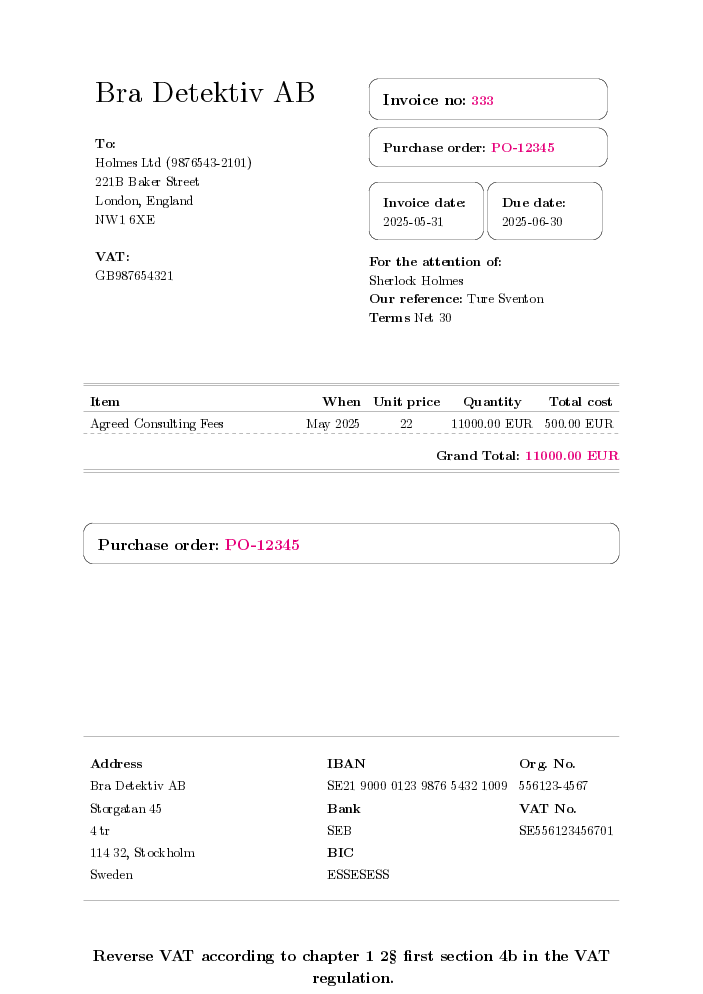 Bra Detektiv AB
To:
Holmes Ltd (9876543-2101)
221B Baker Street
London, England
NW1 6XE
VAT:
GB987654321
Invoice no: 333
Purchase order: PO-12345
Invoice date:
2025-05-31
Due date:
2025-06-30
For the attention of:
Sherlock Holmes
Our reference: Ture Sventon
Terms Net 30
Item When Unit price Quantity Total cost
Agreed Consulting Fees May 2025 22 11000.00 EUR 500.00 EUR
Grand Total: 11000.00 EUR
Purchase order: PO-12345
Address
Bra Detektiv AB
Storgatan 45
4 tr
114 32, Stockholm
Sweden
IBAN
SE21 9000 0123 9876 5432 1009
Bank
SEB
BIC
ESSESESS
Org. No.
556123-4567
VAT No.
SE556123456701
Reverse VAT according to chapter 1 2§ first section 4b in the VAT
regulation.